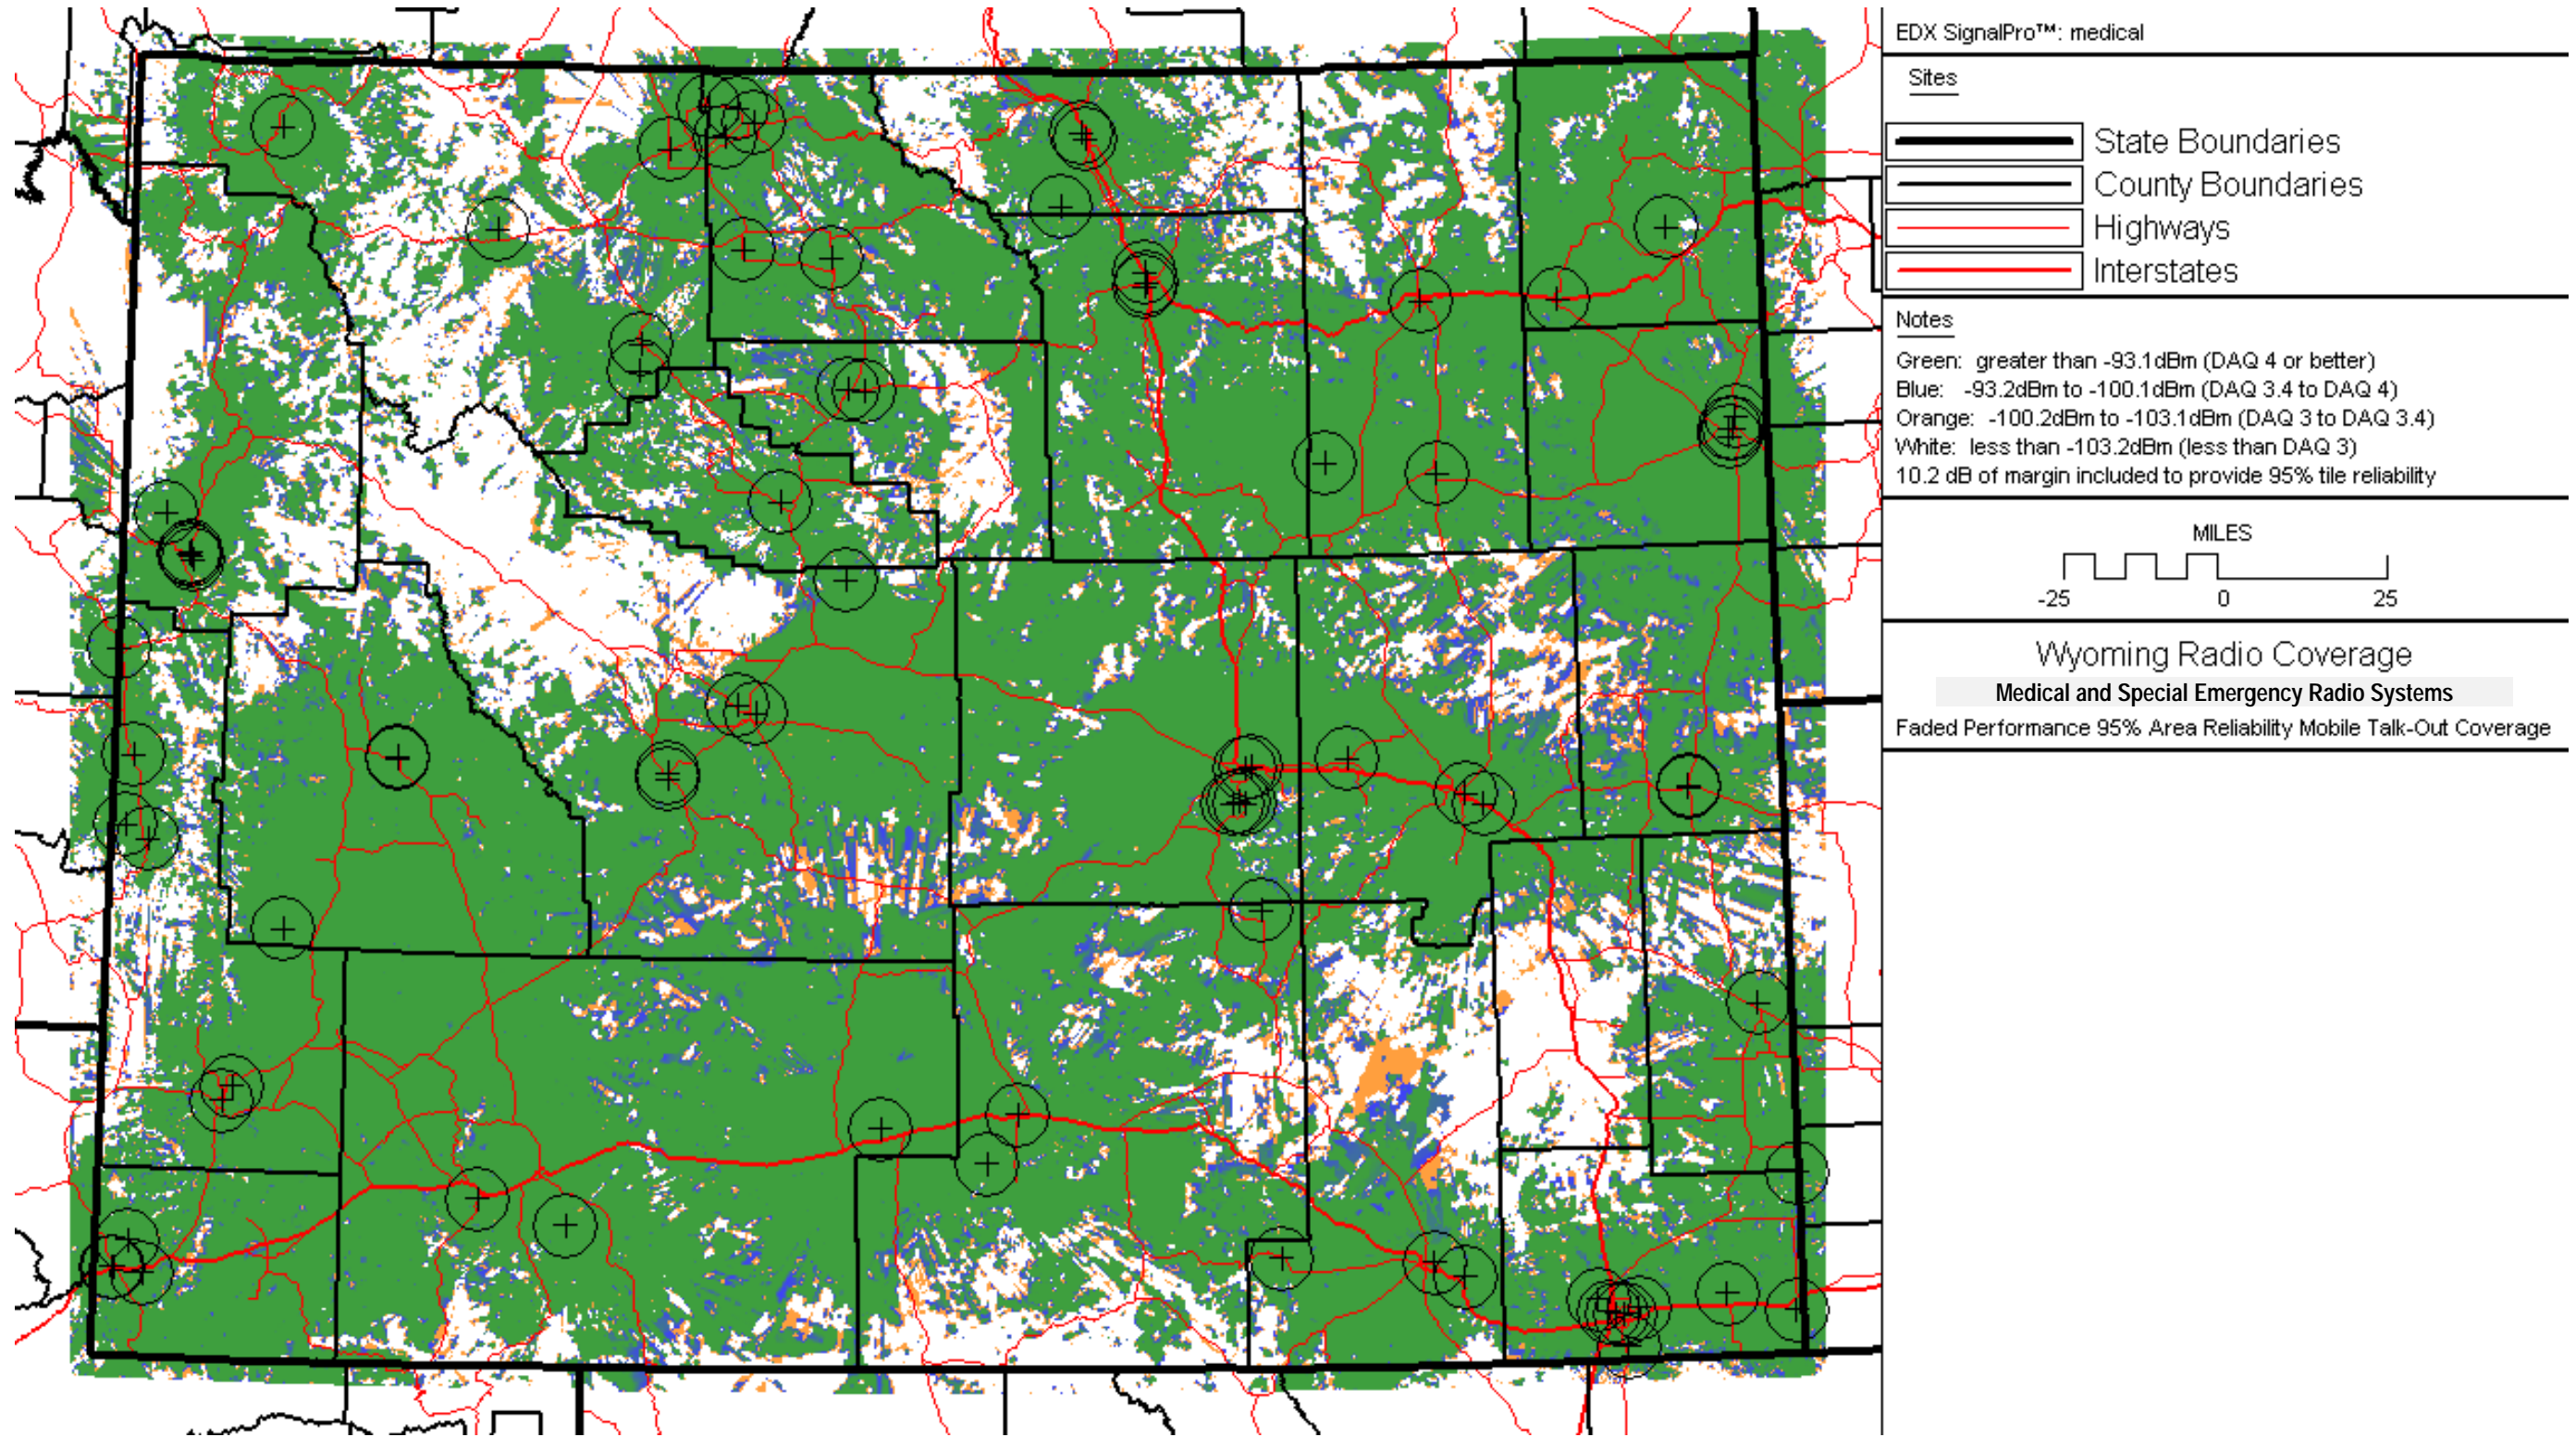 EDX SignalPro™: medical
Sites
State Boundaries
County Boundaries
Highways
Interstates
Notes
Green: greater than -93.1dBm (DAQ 4 or better)
Blue: -93.2dBm to -100.1dBm (DAQ 3.4 to DAQ 4)
Orange: -100.2dBm to -103.1dBm (DAQ 3 to DAQ 3.4)
White: less than -103.2dBm (less than DAQ 3)
10.2 dB of margin included to provide 95% tile reliability
MILES
-25 0 25
Wyoming Radio Coverage
Medical and Special Emergency Radio Systems
Faded Performance 95% Area Reliability Mobile Talk-Out Coverage